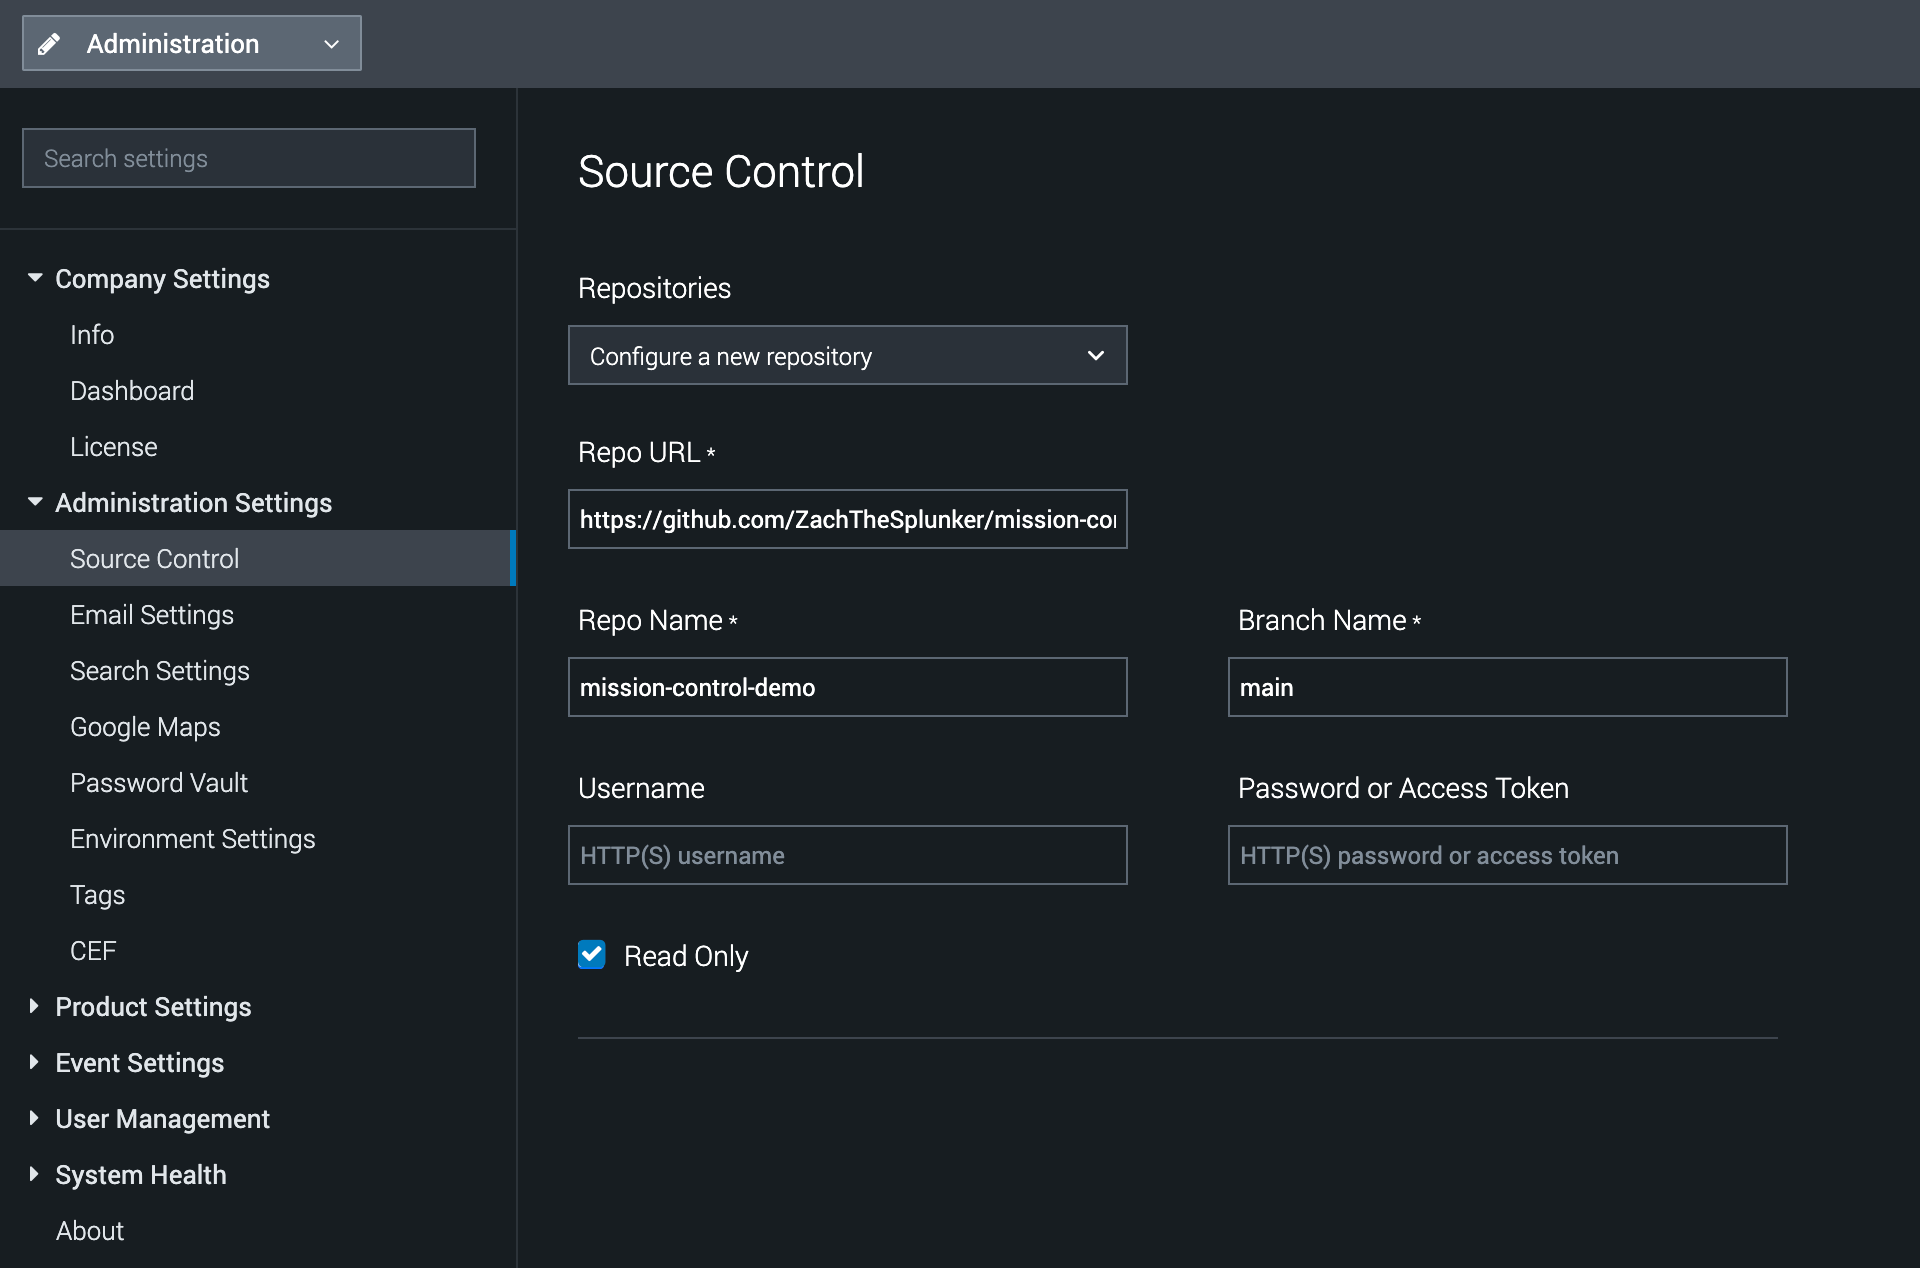 Administration
Search settings
Company Settings
Info
Dashboard
License
Administration Settings
Source Control
Email Settings
Search Settings
Google Maps
Password Vault
Environment Settings
Tags
CEF
Product Settings
Event Settings
User Management
System Health
About
Source Control
Repositories
Configure a new repository
Repo URL *
https://github.com/ZachTheSplunker/mission-co
Repo Name *
mission-control-demo
Branch Name *
main
Username
HTTP(S) username
Password or Access Token
HTTP(S) password or access token
Read Only